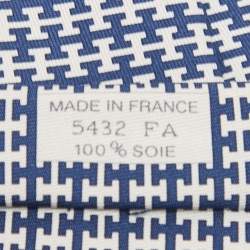 MADE IN FRANCE
5432 FA
100% SOIE